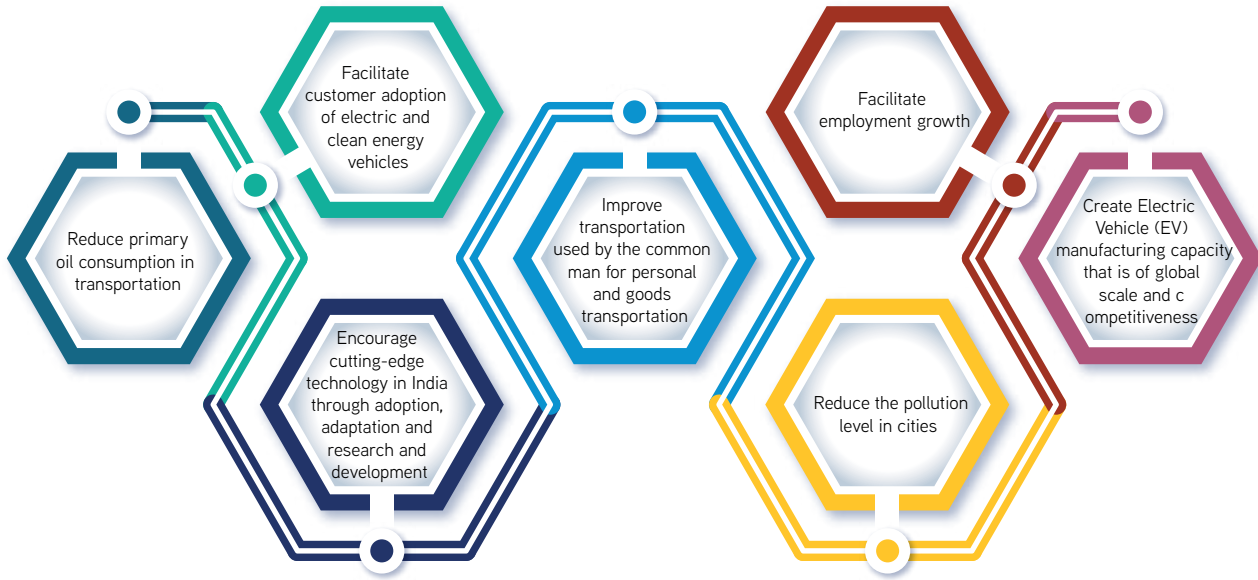 Reduce primary
oil consumption in
transportation
Facilitate
customer adoption
of electric and
clean energy
vehicles
Encourage
cutting-edge
technology in India
through adoption,
adaptation and
research and
development
Improve
transportation
used by the common
man for personal
and goods
transportation
Reduce the pollution
level in cities
Facilitate
employment growth
Create Electric
Vehicle (EV)
manufacturing capacity
that is of global
scale and c
ompetitiveness